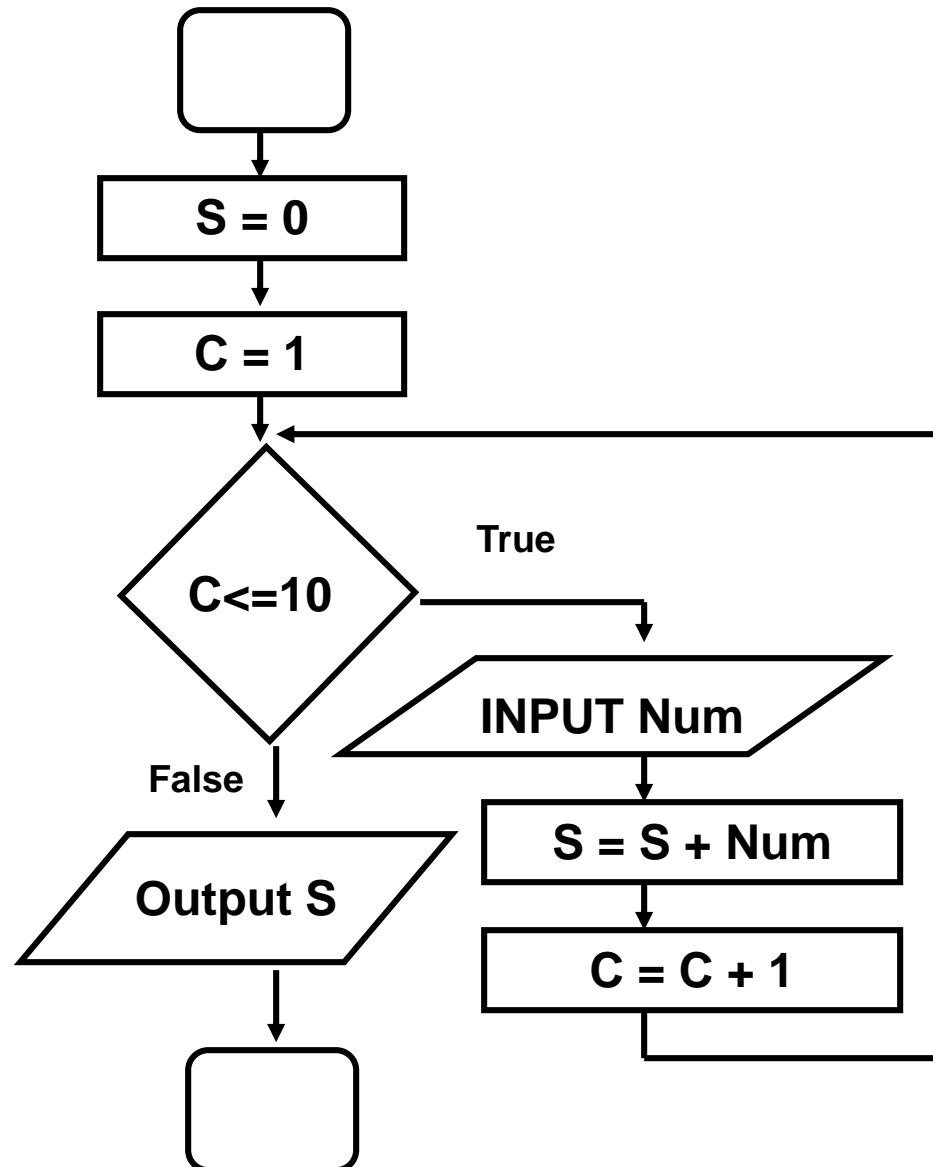 S = 0
C = 1
True
C<=10
INPUT Num
False
S = S + Num
Output S
C = C + 1